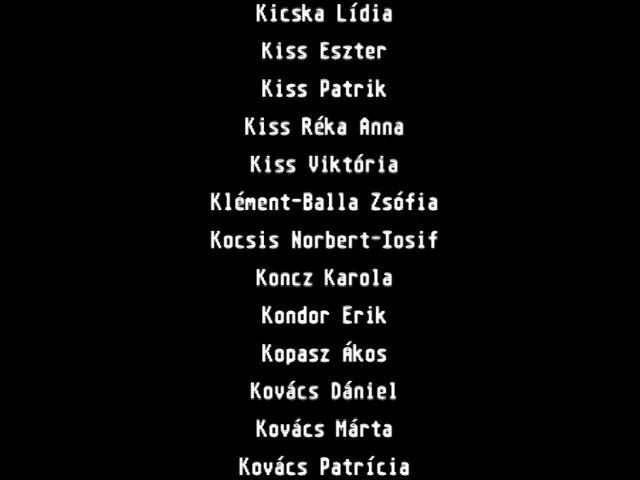 Kicska Lídia
Kiss Eszter
Kiss Patrik
Kiss Réka Anna
Kiss Viktória
Klément-Balla Zsófia
Kocsis Norbert-Iosif
Koncz Karola
Kondor Erik
Kopasz Ákos
Kovács Dániel
Kovács Márta
Kovács Patrícia